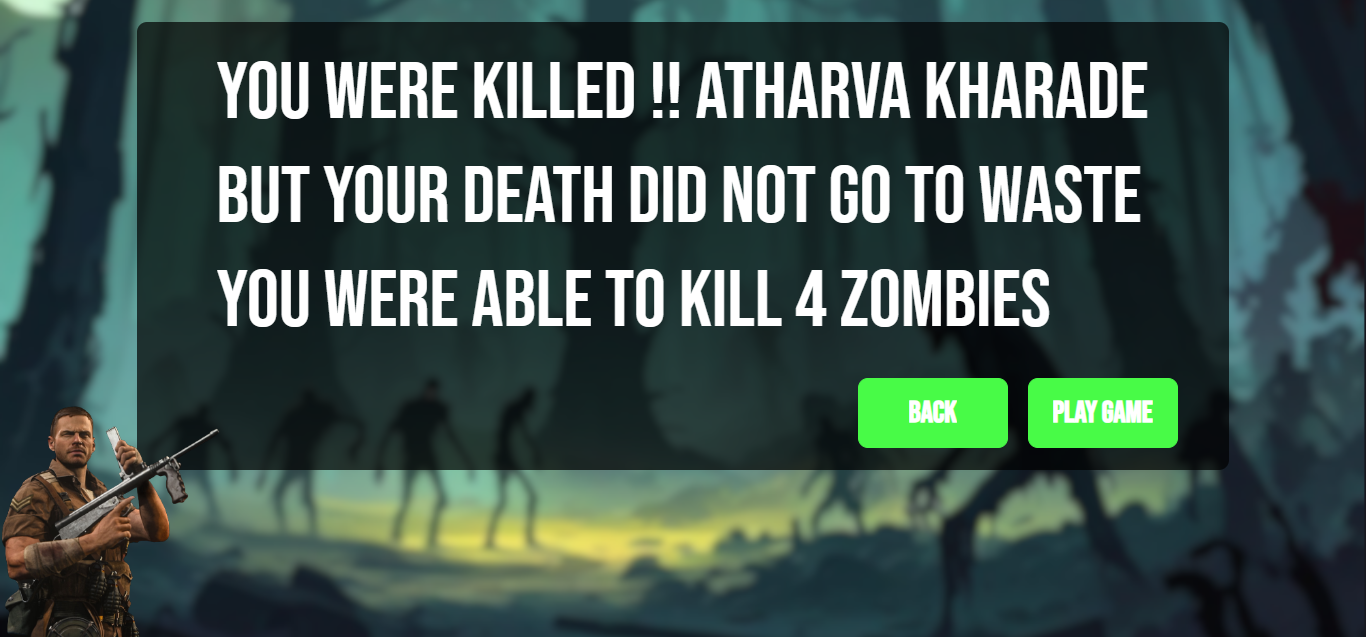 YOU WERE KILLED !! ATHARVA KHARADE
BUT YOUR DEATH DID NOT GO TO WASTE
YOU WERE ABLE TO KILL 4 ZOMBIES
BACK
PLAY GAME